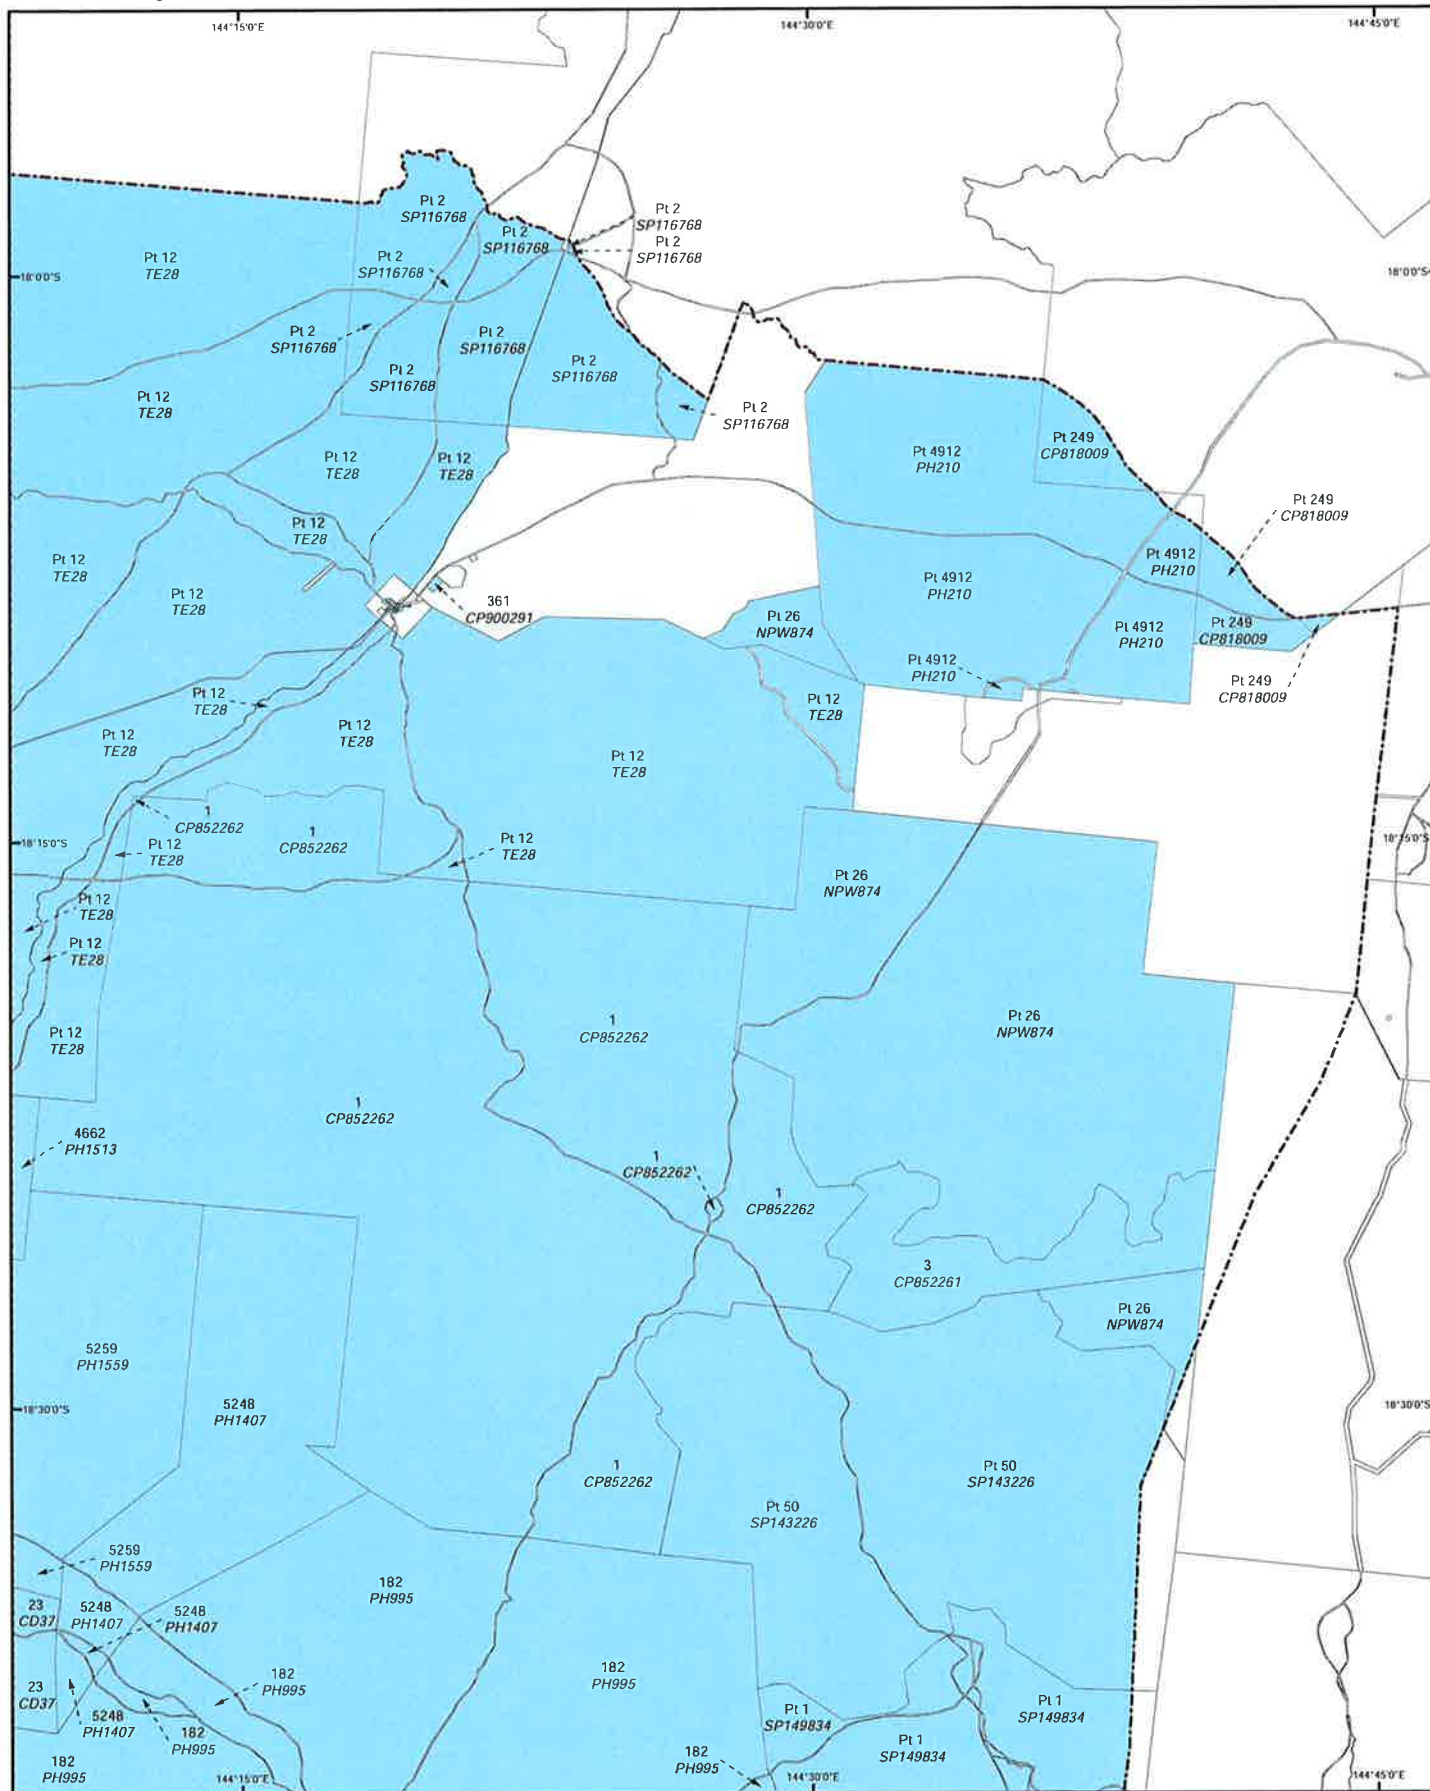 144°15'0"E
144°30'0"E
144°45'0"E
Pt 2
SP116768
Pt 2
SP116768
Pt 2
SP116768
Pt 2
SP116768
Pt 12
TE28
Pt 2
SP116768
18°0'0"S
18°0'0"S
Pt 2
SP116768
Pt 2
SP116768
Pt 2
SP116768
Pt 2
SP116768
Pt 12
TE28
Pt 2
SP116768
Pt 4912
PH210
Pt 249
CP818009
Pt 12
TE28
Pt 12
TE28
Pt 249
CP818009
Pt 12
TE28
Pt 12
TE28
Pt 4912
PH210
Pt 4912
PH210
Pt 12
TE28
361
CP900291
Pt 26
NPW874
Pt 4912
PH210
Pt 249
CP818009
Pt 4912
PH210
Pt 249
CP818009
Pt 12
TE28
Pt 12
TE28
Pt 12
TE28
Pt 12
TE28
Pt 12
TE28
1
CP852262
1
CP852262
18°15'0"S
18°15'0"S
Pt 12
TE28
Pt 12
TE28
Pt 26
NPW874
Pt 12
TE28
Pt 12
TE28
Pt 12
TE28
1
CP852262
Pt 26
NPW874
1
CP852262
4662
PH1513
1
CP852262
1
CP852262
3
CP852261
Pt 26
NPW874
5259
PH1559
5248
PH1407
18°30'0"S
18°30'0"S
1
CP852262
Pt 50
SP143226
Pt 50
SP143226
5259
PH1559
182
PH995
23
CD37
5248
PH1407
5248
PH1407
182
PH995
182
PH995
23
CD37
5248
PH1407
182
PH995
Pt 1
SP149834
Pt 1
SP149834
Pt 1
SP149834
182
PH995
182
PH995
144°15'0"E
144°30'0"E
144°45'0"E